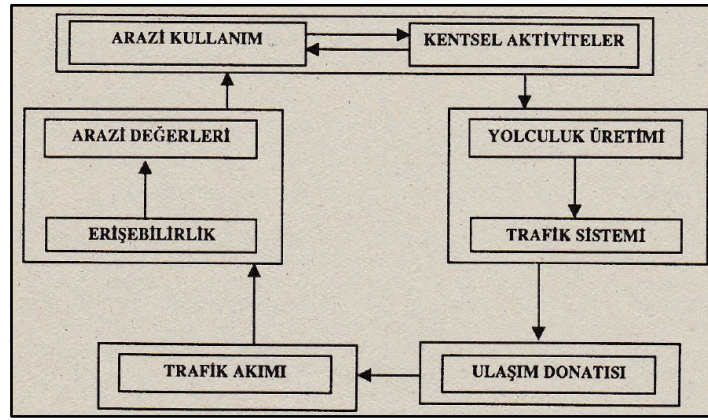 ARAZİ KULLANIM
KENTSEL AKTİVİTELER
ARAZİ DEĞERLERİ
YOLCULUK ÜRETİMİ
ERİŞEBİLİRLİK
TRAFİK SİSTEMİ
TRAFİK AKIMI
ULAŞIM DONATISI